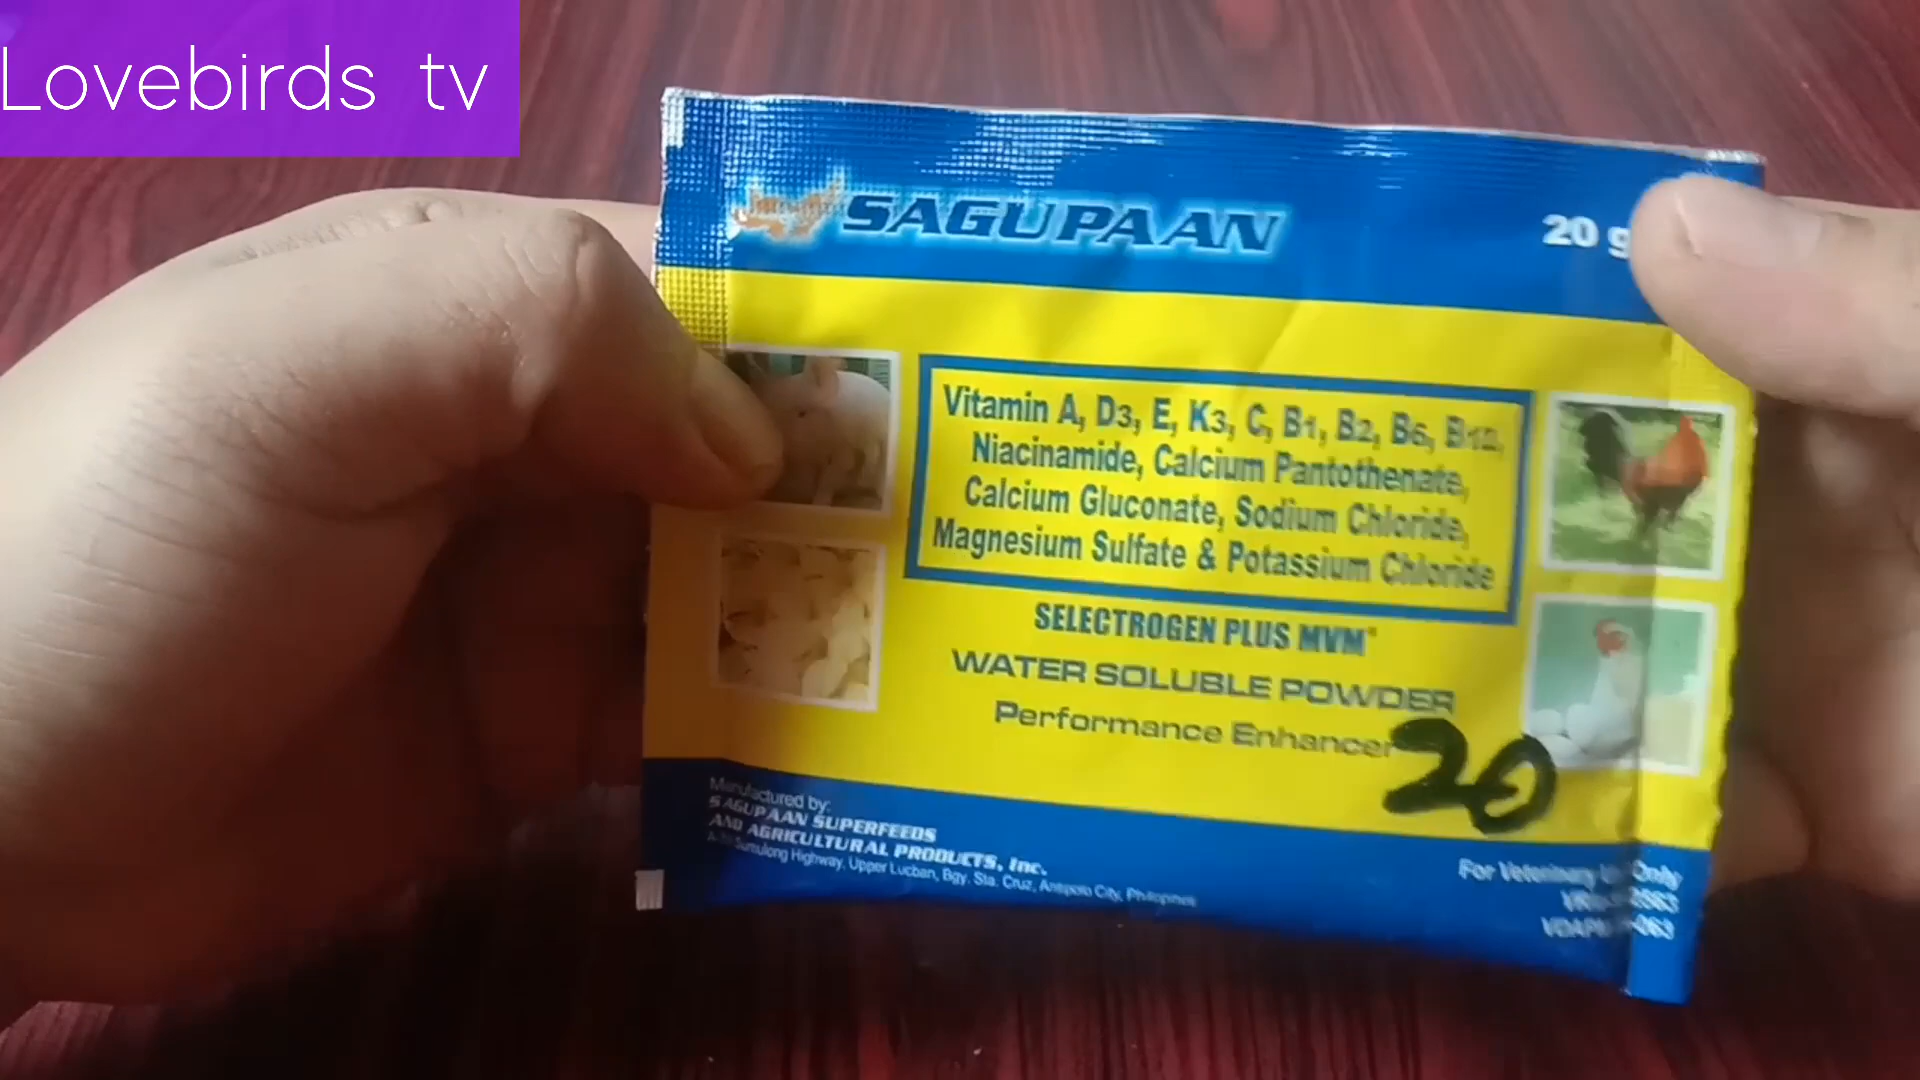 Lovebirds tv
SAGUPAAN
20 g
Vitamin A, D3, E, K3, C, B1, B2, B6, B12,
Niacinamide, Calcium Pantothenate,
Calcium Gluconate, Sodium Chloride,
Magnesium Sulfate & Potassium Chloride
SELECTROGEN PLUS MVM®
WATER SOLUBLE POWDER
Performance Enhancer
20
Manufactured by:
SAGUPAAN SUPERFEEDS
AND AGRICULTURAL PRODUCTS, Inc.
Sumulong Highway, Upper Lucban, Bgy. Sta. Cruz, Antipolo City, Philippines
For Veterinary Use Only